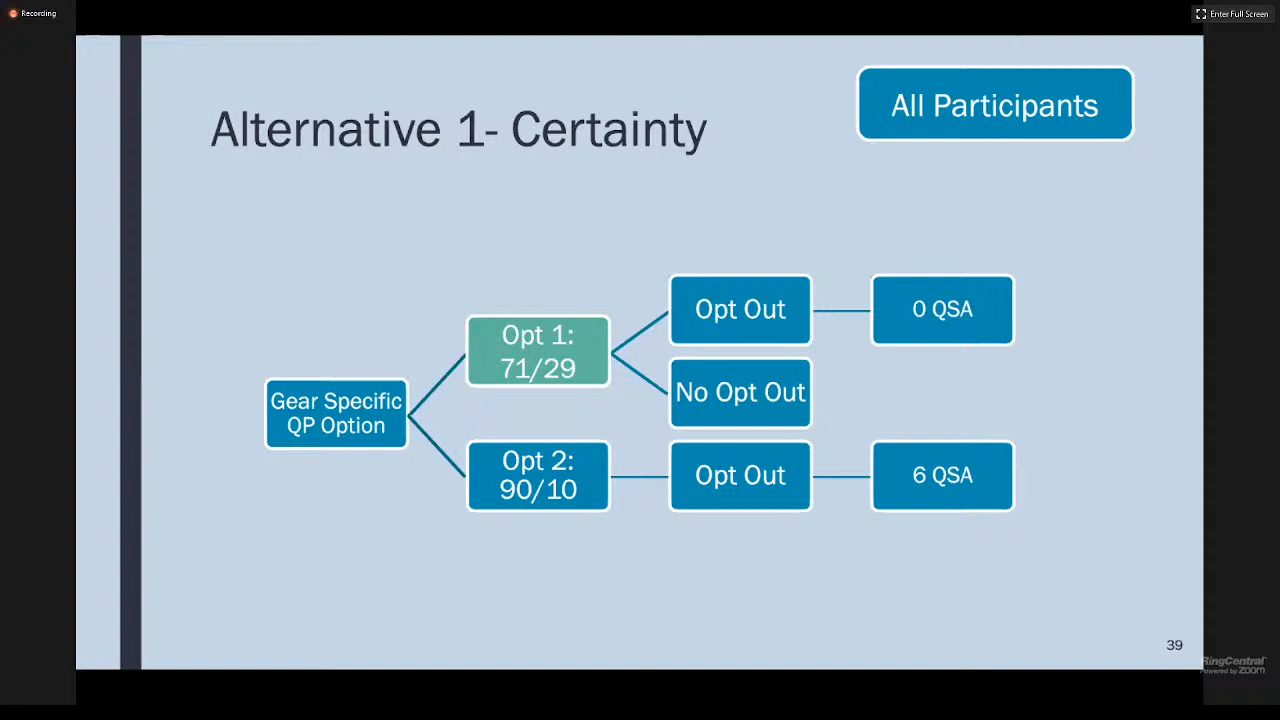 Recording
Enter Full Screen
All Participants
Alternative 1- Certainty
Gear Specific
QP Option
Opt 1:
71/29
Opt Out
0 QSA
No Opt Out
Opt 2:
90/10
Opt Out
6 QSA
39
RingCentral
Powered by zoom